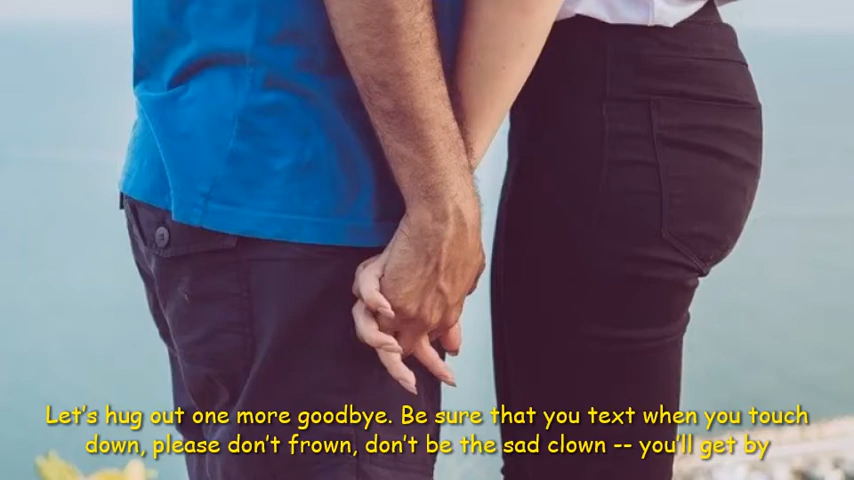 Let's hug out one more goodbye. Be sure that you text when you touch
down, please don't frown, don't be the sad clown -- you'll get by